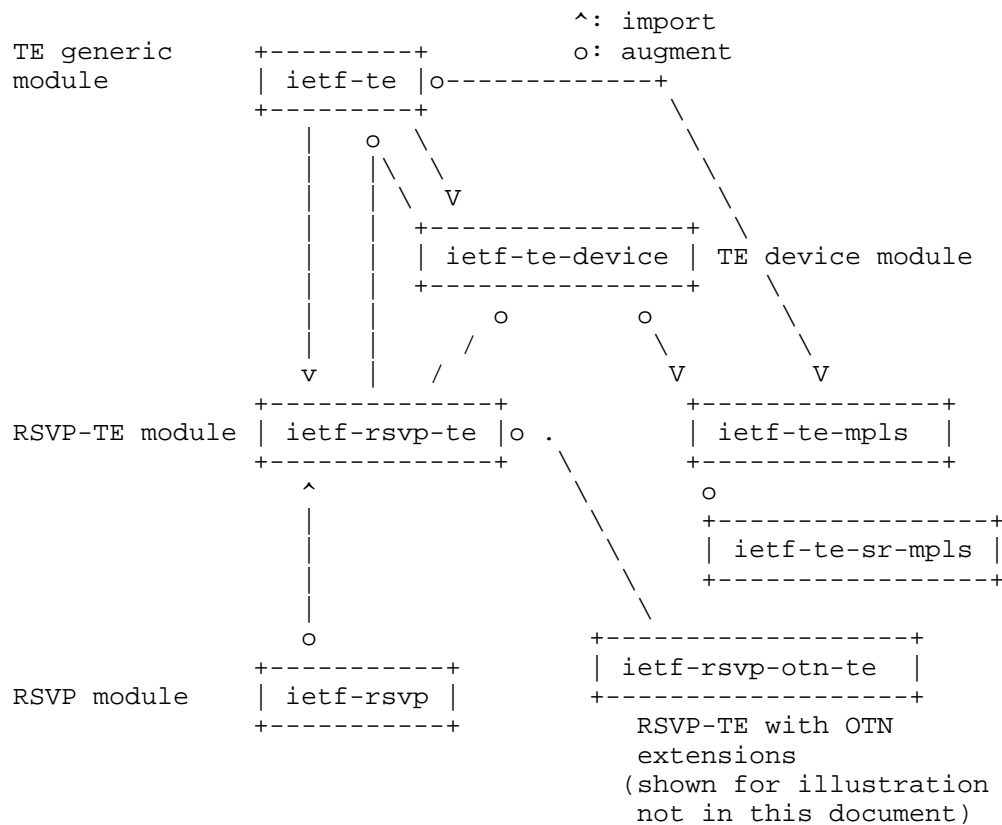 ^: import
TE generic     +---------+         o: augment
module         | ietf-te |o-------------+
               +---------+               \
                  |   o  \                \
                  |   |\  \                \
                  |   | \  V                \
                  |   |  +----------------+  \
                  |   |  | ietf-te-device | TE device module
                  |   |  +----------------+    \
                  |   |       o        o        \
                  |   |     /           \        \
                  v   |   /              V        V
               +--------------+           +---------------+
RSVP-TE module | ietf-rsvp-te |o .        | ietf-te-mpls  |
               +--------------+  \        +---------------+
                  ^               \        o
                  |                \       +-----------------+
                  |                 \      | ietf-te-sr-mpls |
                  |                  \     +-----------------+
                  |                   \
                  o                 +-------------------+
               +-----------+        | ietf-rsvp-otn-te  |
RSVP module    | ietf-rsvp |        +-------------------+
               +-----------+           RSVP-TE with OTN
                                       extensions
                                      (shown for illustration
                                       not in this document)